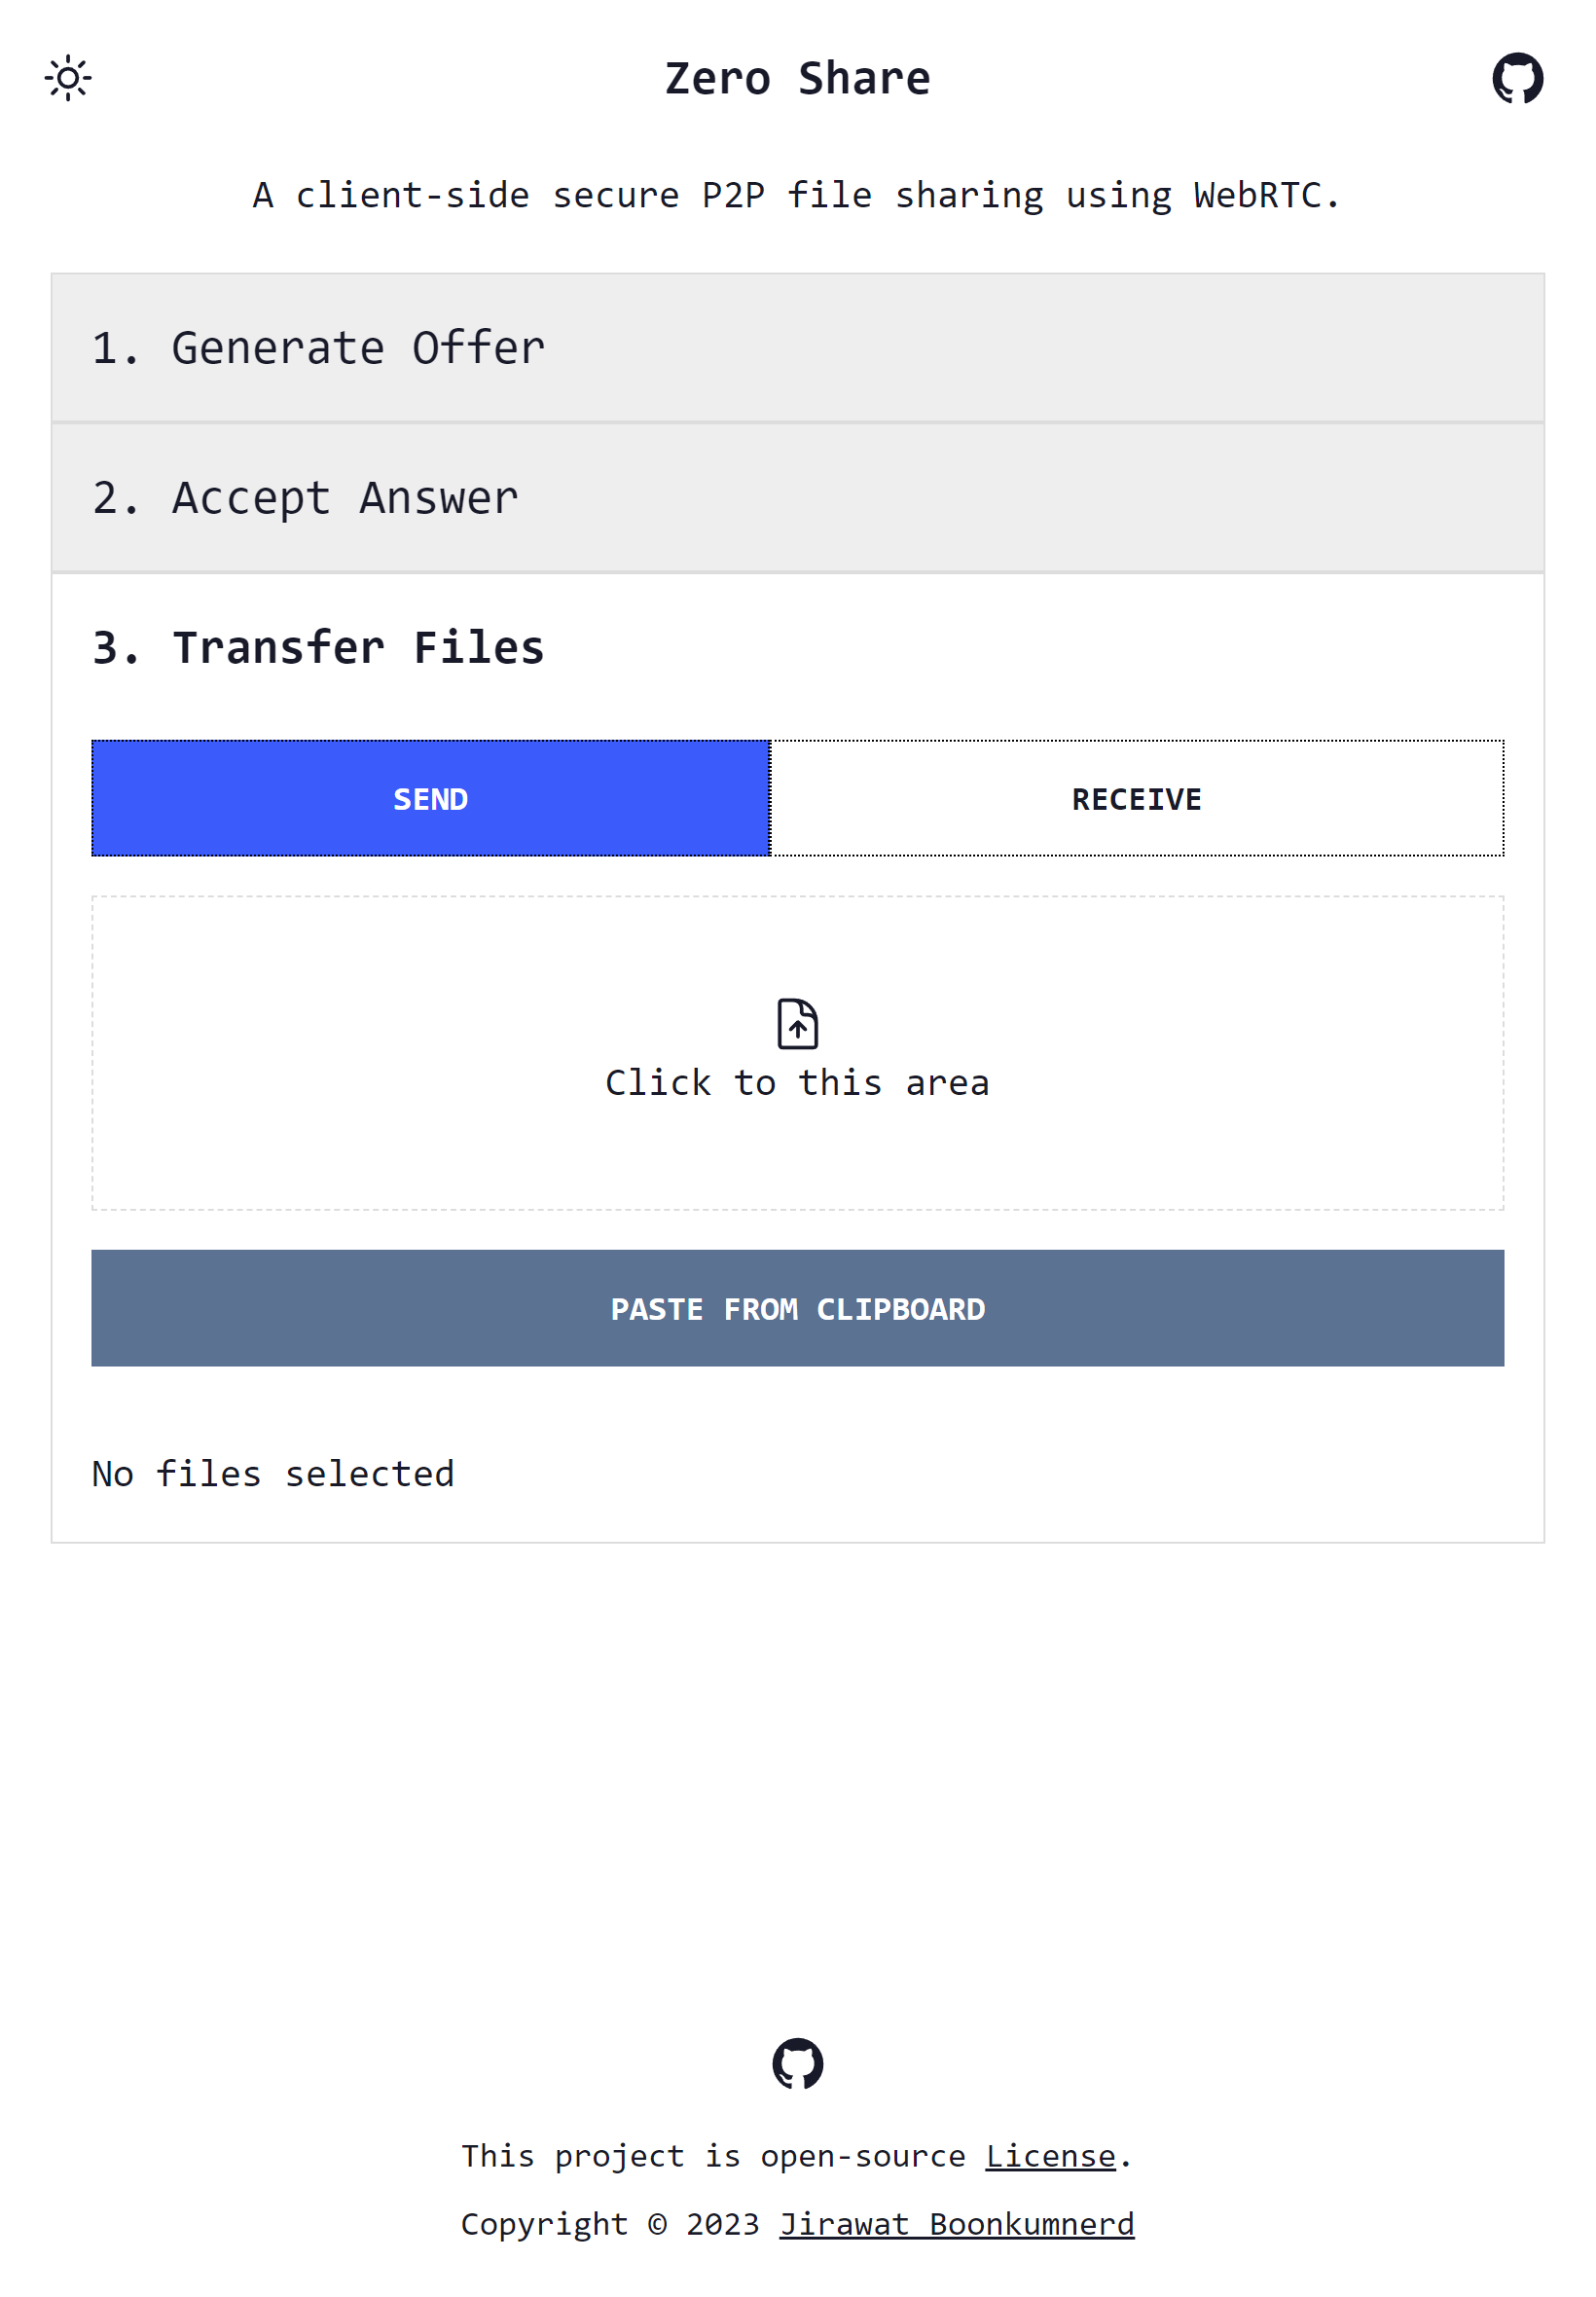 Zero Share
A client-side secure P2P file sharing using WebRTC.
1. Generate Offer
2. Accept Answer
3. Transfer Files
SEND
RECEIVE
Click to this area
PASTE FROM CLIPBOARD
No files selected
This project is open-source License.
Copyright © 2023 Jirawat Boonkumnerd